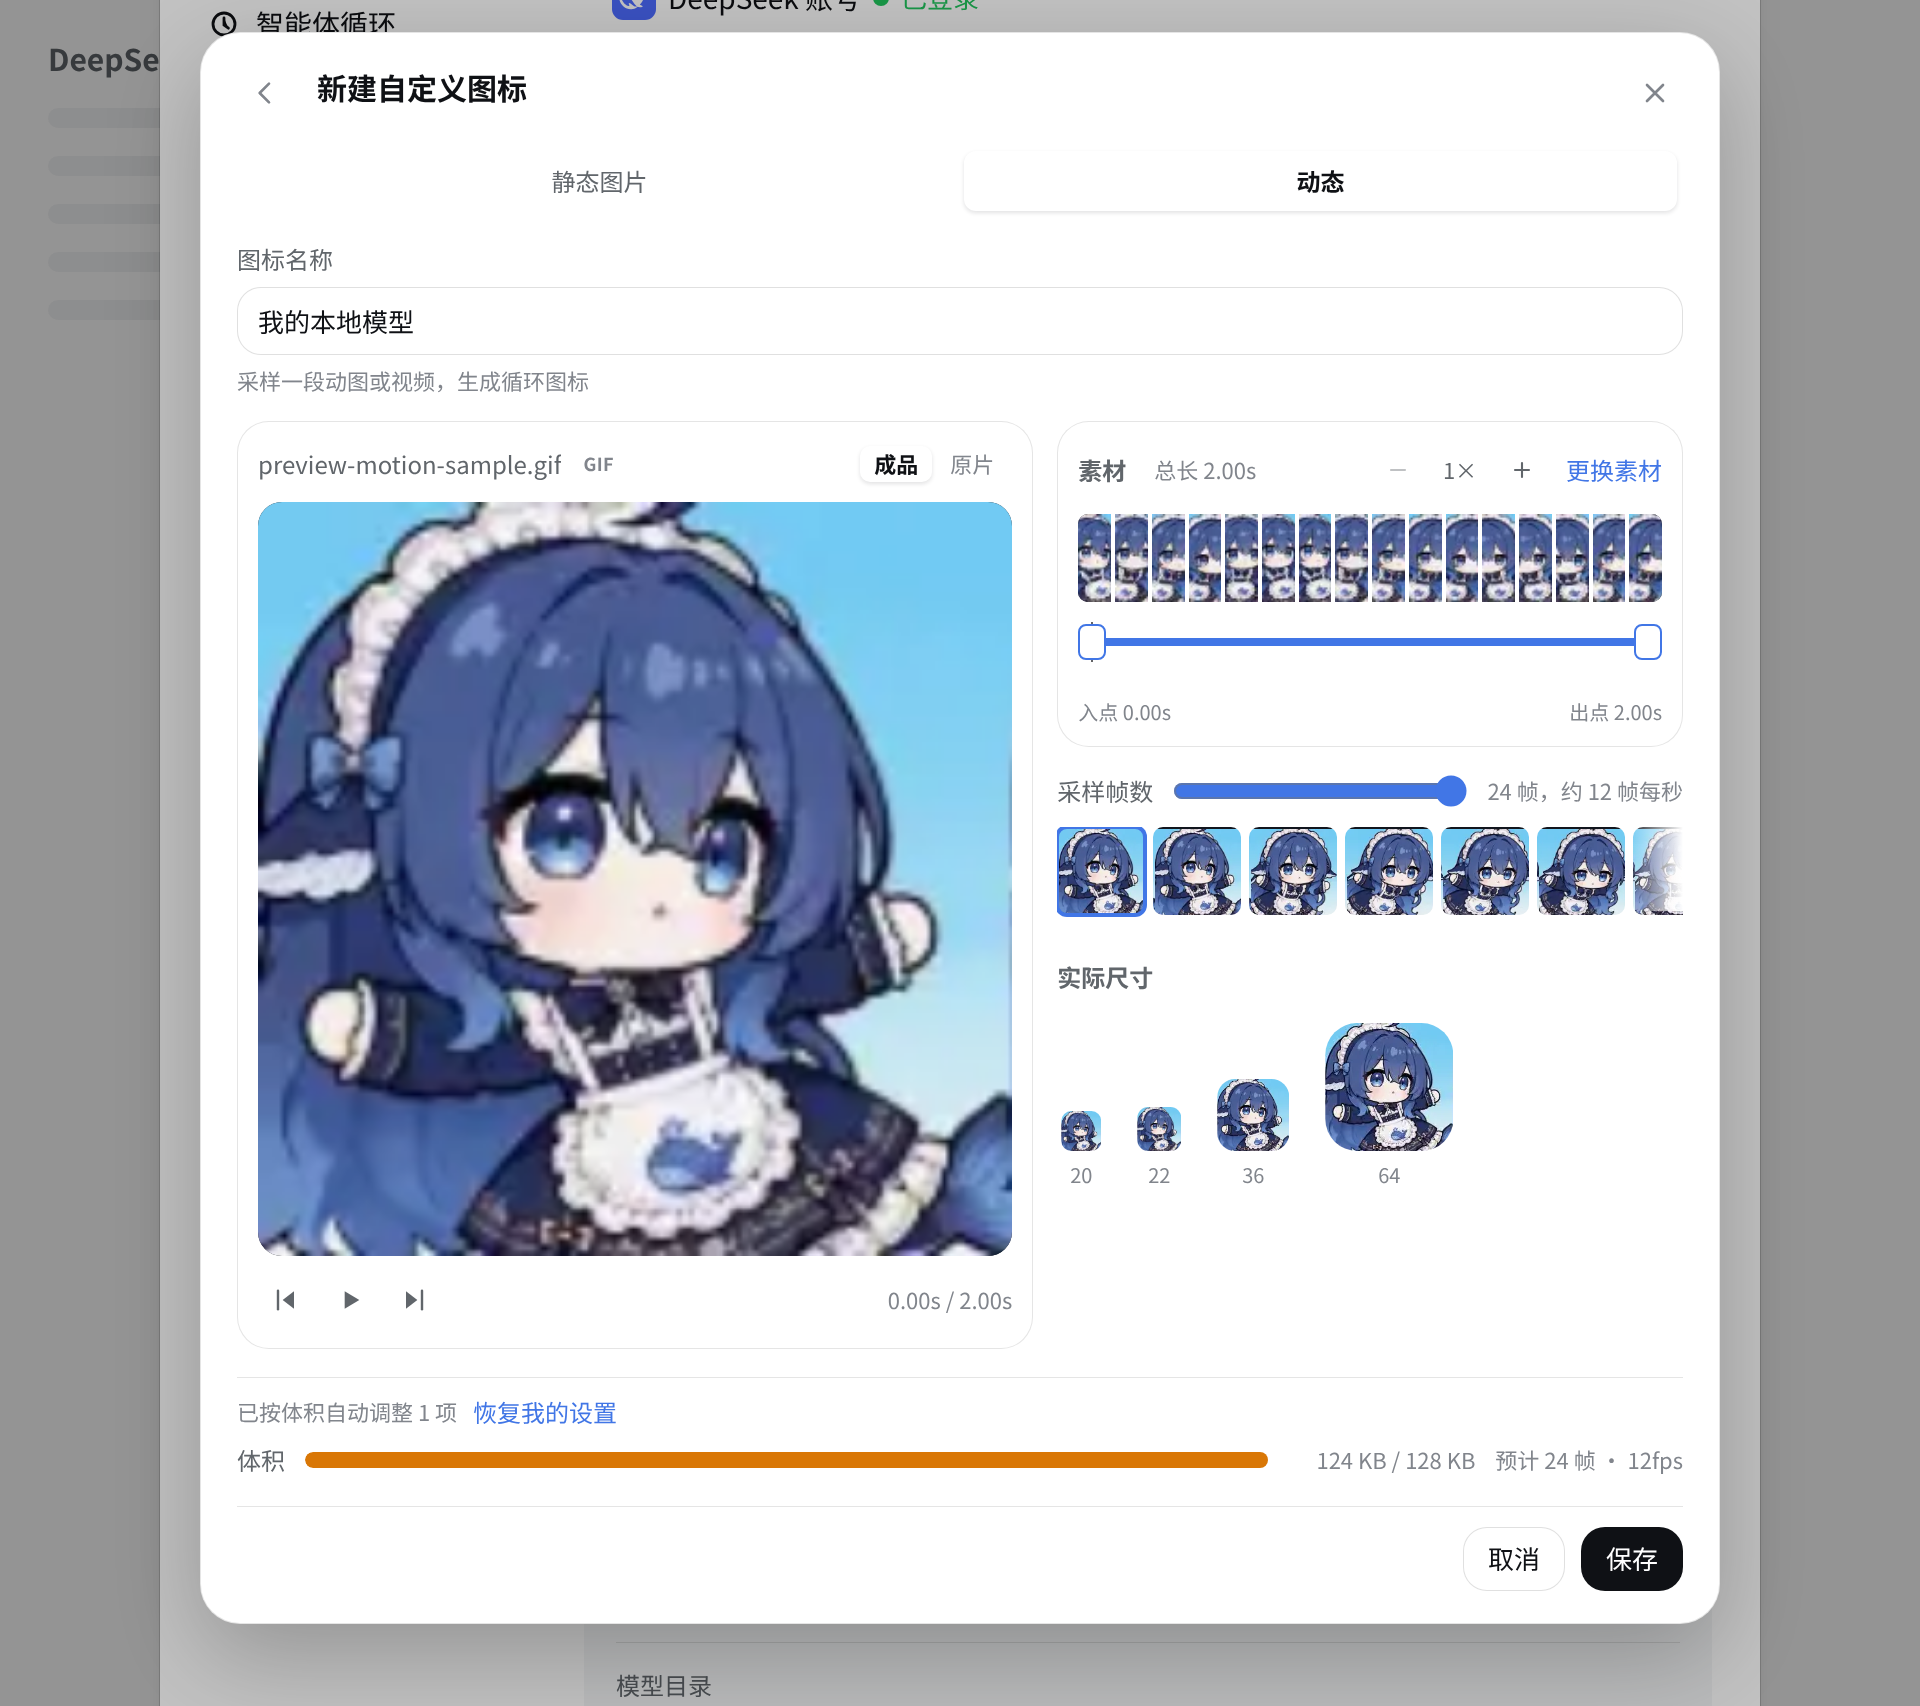 智能体循环
DeepSeek 账号 已登录
DeepSe
新建自定义图标
静态图片 动态
图标名称
我的本地模型
采样一段动图或视频，生成循环图标
preview-motion-sample.gif GIF 成品 原片
素材 总长 2.00s － 1× + 更换素材
入点 0.00s 出点 2.00s
采样帧数 24 帧，约 12 帧每秒
实际尺寸
20 22 36 64
0.00s / 2.00s
已按体积自动调整 1 项 恢复我的设置
体积 124 KB / 128 KB 预计 24 帧 · 12fps
取消 保存
模型目录